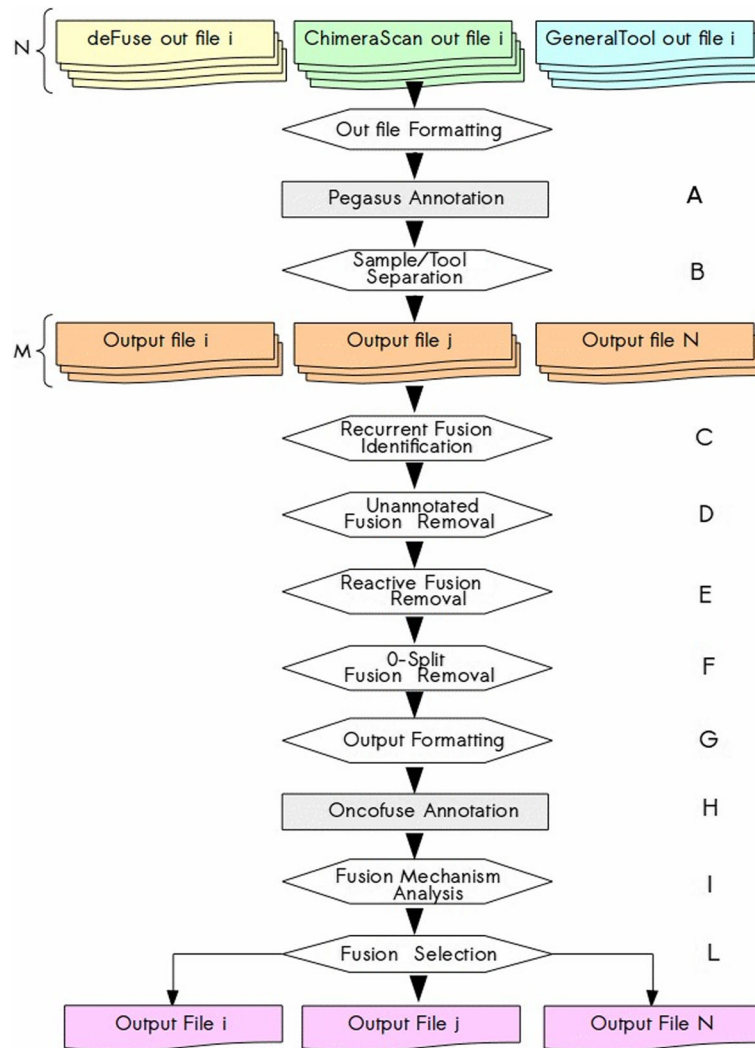 N
deFuse out file i
ChimeraScan out file i
GeneralTool out file i
Out file Formatting
Pegasus Annotation
A
Sample/Tool
Separation
B
M
Output file i
Output file j
Output file N
Recurrent Fusion
Identification
C
Unannotated
Fusion Removal
D
Reactive Fusion
Removal
E
0-Split
Fusion Removal
F
Output Formatting
G
Oncofuse Annotation
H
Fusion Mechanism
Analysis
I
Fusion Selection
L
Output File i
Output File j
Output File N